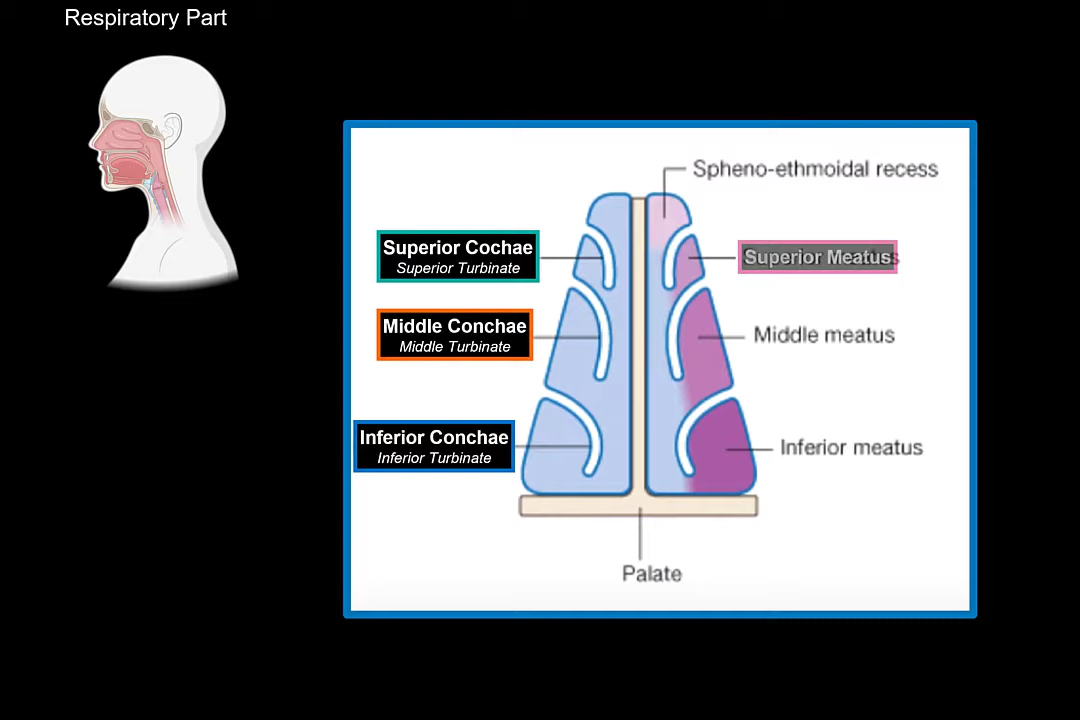 Respiratory Part
Spheno-ethmoidal recess
Superior Cochae
Superior Turbinate
Superior Meatus
Middle Conchae
Middle Turbinate
Middle meatus
Inferior Conchae
Inferior Turbinate
Inferior meatus
Palate